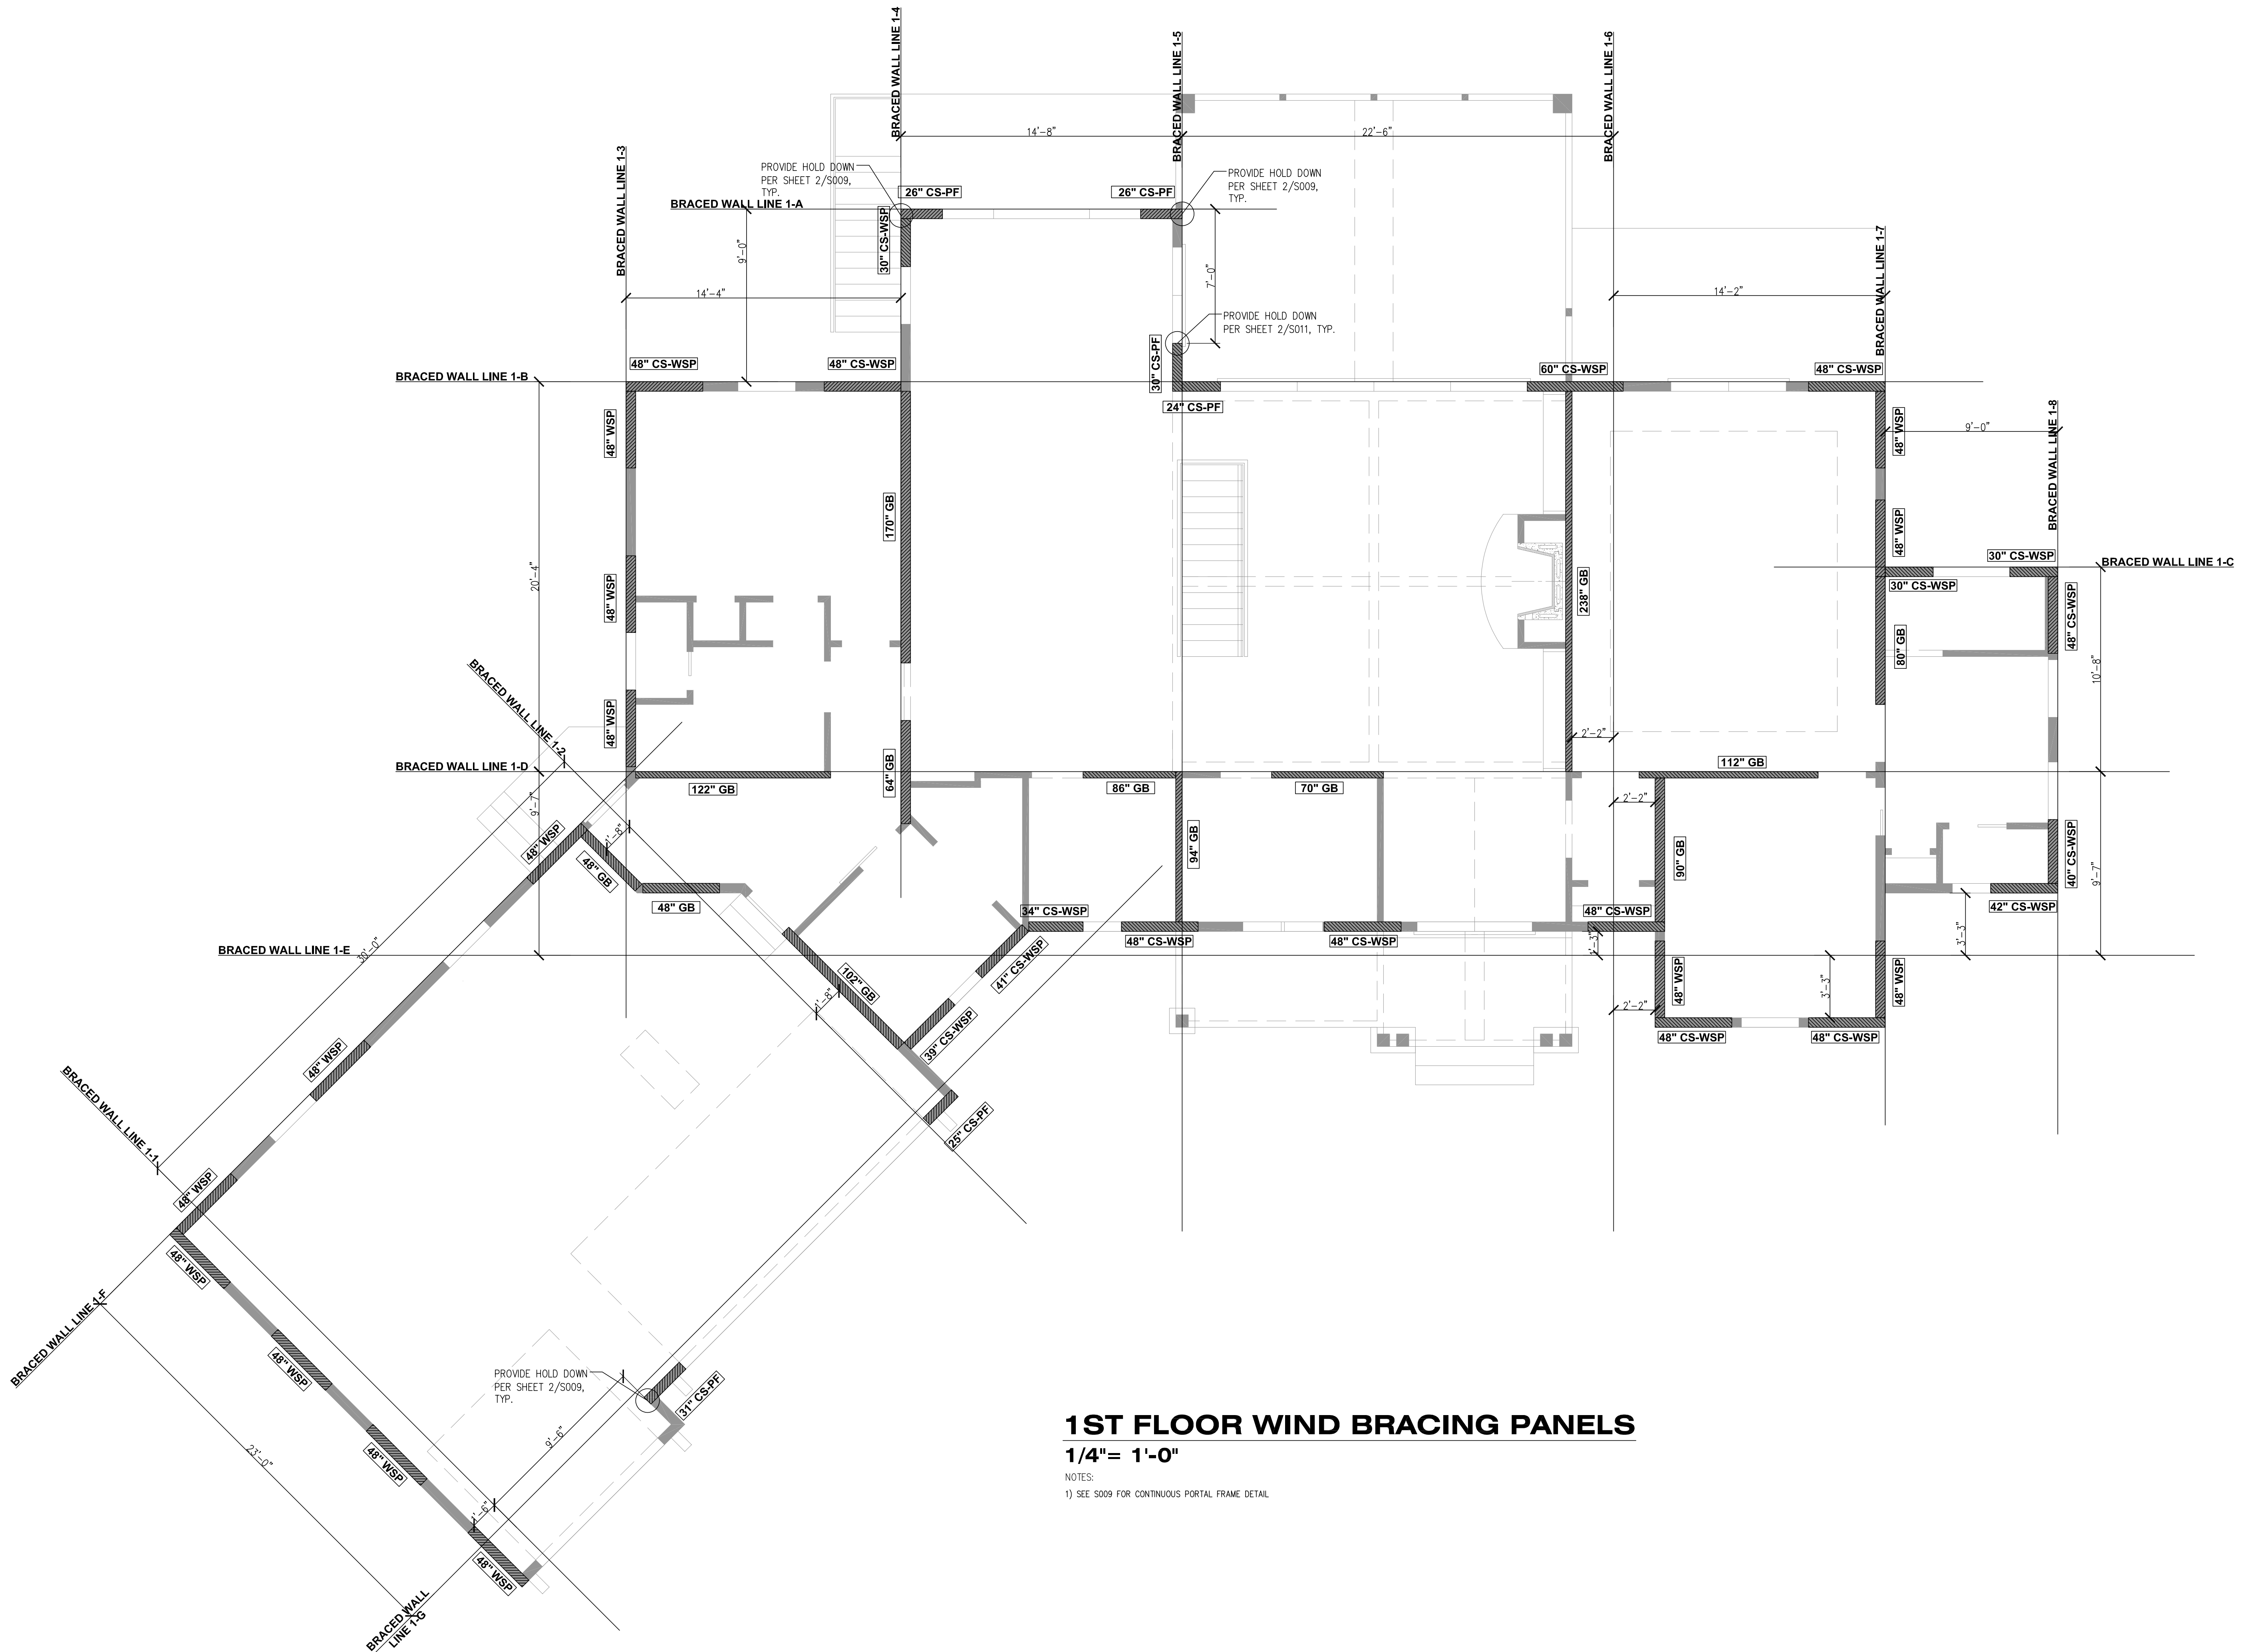 BRACED WALL LINE 1-4
BRACED WALL LINE 1-5
BRACED WALL LINE 1-6
14'-8"
22'-6"
BRACED WALL LINE 1-3
PROVIDE HOLD DOWN
PER SHEET 2/S009,
TYP.
PROVIDE HOLD DOWN
PER SHEET 2/S009,
TYP.
26" CS-PF
26" CS-PF
BRACED WALL LINE 1-A
30" CS-WSP
9'-0"
7'-0"
BRACED WALL LINE 1-7
14'-4"
14'-2"
PROVIDE HOLD DOWN
PER SHEET 2/S011, TYP.
30" CS-PF
48" CS-WSP
48" CS-WSP
60" CS-WSP
48" CS-WSP
BRACED WALL LINE 1-B
24" CS-PF
BRACED WALL LINE 1-8
48" WSP
48" WSP
9'-0"
170" GB
48" WSP
30" CS-WSP
BRACED WALL LINE 1-C
20'-4"
48" WSP
238" GB
30" CS-WSP
48" CS-WSP
80" GB
10'-8"
BRACED WALL LINE 1-2
48" WSP
2'-2"
BRACED WALL LINE 1-D
64" GB
112" GB
122" GB
86" GB
70" GB
9'-7"
2'-2"
48" WSP
1'-8"
48" GB
94" GB
90" GB
40" CS-WSP
9'-7"
48" GB
34" CS-WSP
48" CS-WSP
42" CS-WSP
30'-0"
BRACED WALL LINE 1-E
48" CS-WSP
48" CS-WSP
1'-3"
3'-3"
41" CS-WSP
102" GB
1'-8"
48" WSP
48" WSP
3'-3"
2'-2"
39" CS-WSP
48" CS-WSP
48" CS-WSP
48" WSP
25" CS-PF
BRACED WALL LINE 1-1
48" WSP
48" WSP
BRACED WALL LINE 1-F
48" WSP
PROVIDE HOLD DOWN
PER SHEET 2/S009,
TYP.
31" CS-PF
9'-6"
23'-0"
48" WSP
1'-6"
48" WSP
BRACED WALL
LINE 1-G
1ST FLOOR WIND BRACING PANELS
1/4"= 1'-0"
NOTES:
1) SEE S009 FOR CONTINUOUS PORTAL FRAME DETAIL